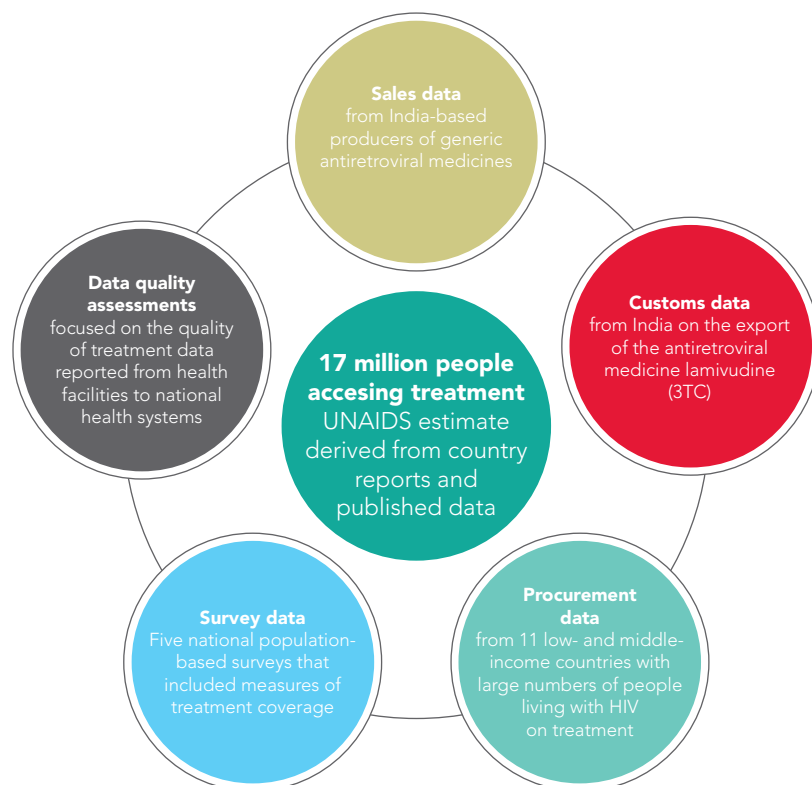 Sales data
from India-based
producers of generic
antiretroviral medicines
Customs data
from India on the export
of the antiretroviral
medicine lamivudine
(3TC)
Data quality
assessments
focused on the quality
of treatment data
reported from health
facilities to national
health systems
17 million people
accesing treatment
UNAIDS estimate
derived from country
reports and
published data
Survey data
Five national population-
based surveys that
included measures of
treatment coverage
Procurement
data
from 11 low- and middle-
income countries with
large numbers of people
living with HIV
on treatment